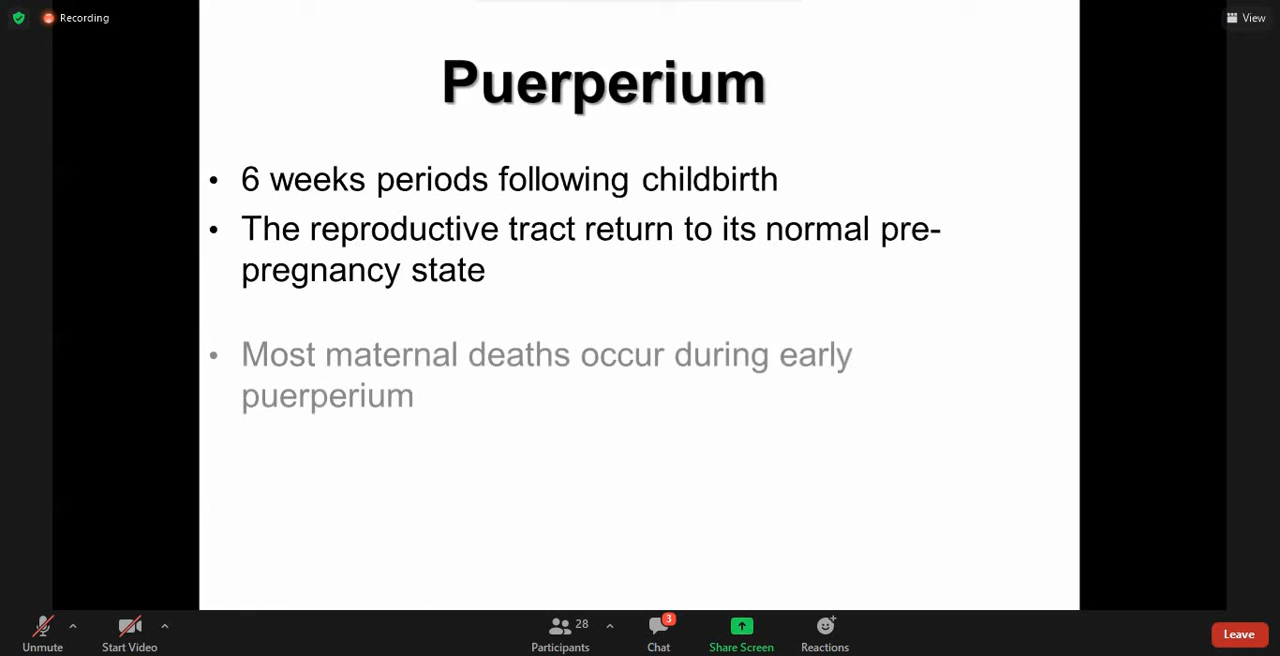 Recording
View
Puerperium
• 6 weeks periods following childbirth
• The reproductive tract return to its normal pre-
pregnancy state
• Most maternal deaths occur during early
puerperium
Unmute
Start Video
28
Participants
3
Chat
Share Screen
Reactions
Leave